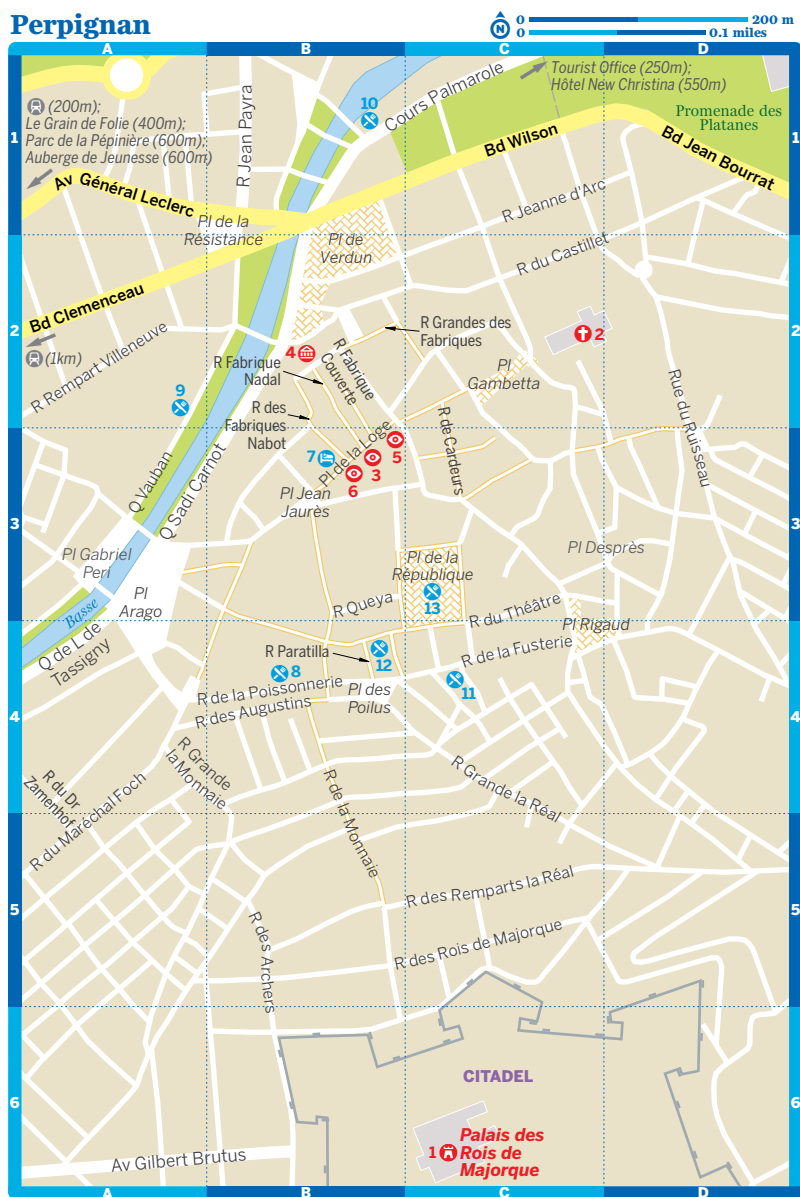 Perpignan
N
0 200 m
0 0.1 miles
A B C D
1
2
3
4
5
6
1
2
3
4
5
6
A B C D
Tourist Office (250m);
Hôtel New Christina (550m)
Promenade des
Platanes
(200m);
Le Grain de Folie (400m);
Parc de la Pépinière (600m);
Auberge de Jeunesse (600m)
R Jean Payra
10
Cours Palmarole
Bd Wilson
Bd Jean Bourrat
Av Général Leclerc
Pl de la
Résistance
R Jeanne d'Arc
Pl de
Verdun
R du Castillet
Bd Clemenceau
(1km)
R Rempart Villeneuve
R Grandes des
Fabriques
2
4
R Fabrique
Nadal
R Fabrique
Couverte
Pl
Gambetta
9
R des
Fabriques
Nabot
R de Cardeurs
Rue du Ruisseau
Q Vauban
Q Sadi Carnot
Pl de la Loge
5
7
3
6
Pl Jean
Jaurès
Pl Gabriel
Peri
Pl
Arago
Basse
Pl de la
République
13
Pl Desprès
R Queya
R du Théâtre
Pl Rigaud
Q de L de
Tassigny
R Paratilla
12
R de la Fusterie
8
11
R de la Poissonnerie
R des Augustins
Pl des
Poilus
R Grande
la Monnaie
R du Dr
Zamenhof
R du Maréchal Foch
R de la Monnaie
R Grande la Réal
R des Remparts la Réal
R des Archers
R des Rois de Majorque
CITADEL
1
Palais des
Rois de
Majorque
Av Gilbert Brutus